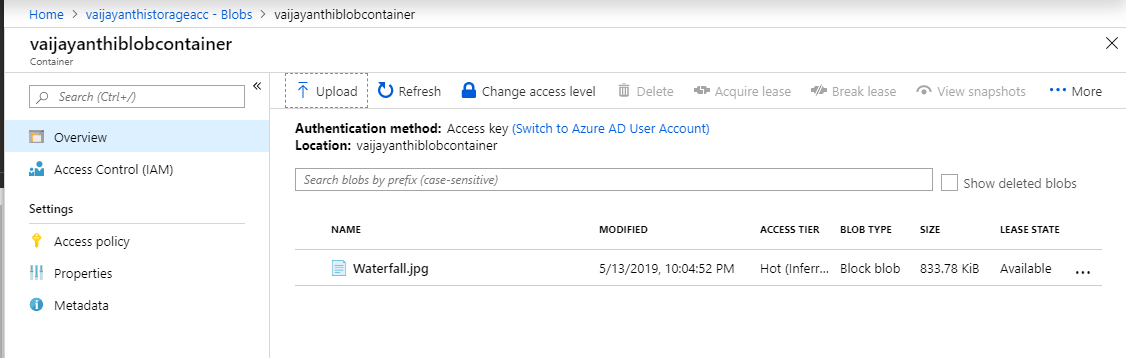 Home > vaijayanthistorageacc - Blobs > vaijayanthiblobcontainer
vaijayanthiblobcontainer
Container
Search (Ctrl+/)
Overview
Access Control (IAM)
Settings
Access policy
Properties
Metadata
Upload Refresh Change access level Delete Acquire lease Break lease View snapshots ... More
Authentication method: Access key (Switch to Azure AD User Account)
Location: vaijayanthiblobcontainer
Search blobs by prefix (case-sensitive) Show deleted blobs
NAME MODIFIED ACCESS TIER BLOB TYPE SIZE LEASE STATE
Waterfall.jpg 5/13/2019, 10:04:52 PM Hot (Inferr... Block blob 833.78 KiB Available ...